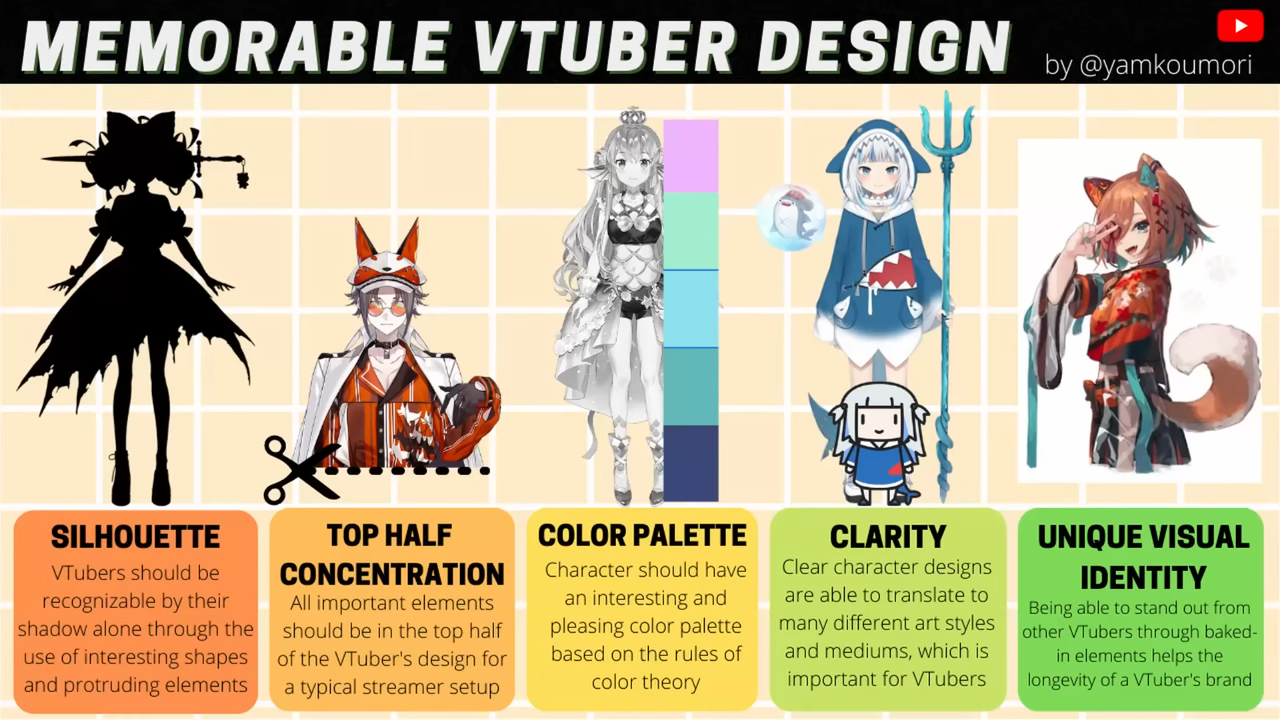 MEMORABLE VTUBER DESIGN
by @yamkoumori
SILHOUETTE
VTubers should be
recognizable by their
shadow alone through the
use of interesting shapes
and protruding elements
TOP HALF
CONCENTRATION
All important elements
should be in the top half
of the VTuber's design for
a typical streamer setup
COLOR PALETTE
Character should have
an interesting and
pleasing color palette
based on the rules of
color theory
CLARITY
Clear character designs
are able to translate to
many different art styles
and mediums, which is
important for VTubers
UNIQUE VISUAL
IDENTITY
Being able to stand out from
other VTubers through baked-
in elements helps the
longevity of a VTuber's brand